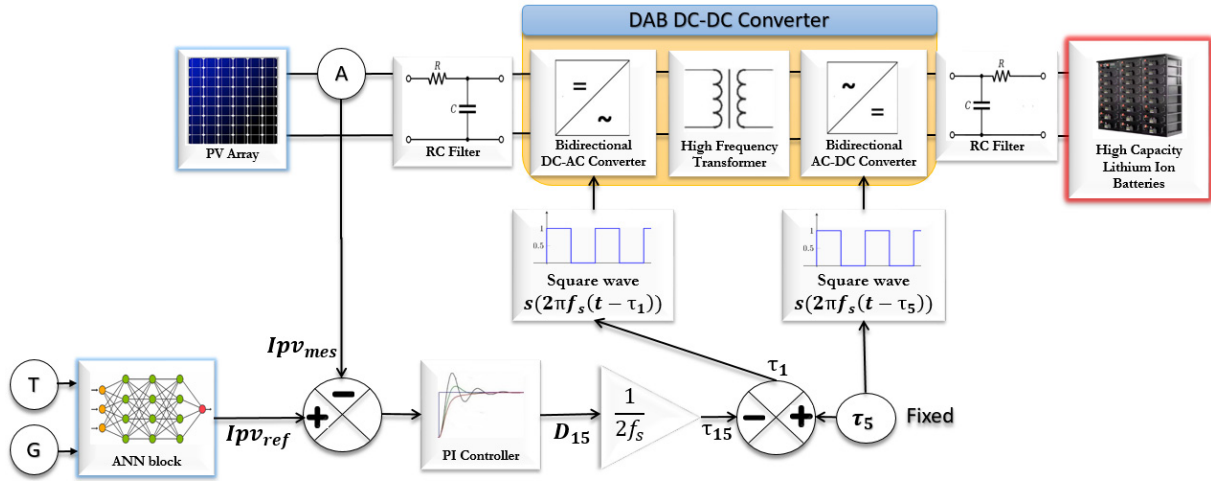 DAB DC-DC Converter
PV Array
A
R
C
RC Filter
=
~
Bidirectional
DC-AC Converter
High Frequency
Transformer
~
=
Bidirectional
AC-DC Converter
R
C
RC Filter
High Capacity
Lithium Ion
Batteries
1
0.5
Square wave
s(2πfₛ(t − τ₁))
1
0.5
Square wave
s(2πfₛ(t − τ₅))
T
G
ANN block
Ipv_ref
Ipv_mes
+
−
PI Controller
D₁₅
1
2fₛ
τ₁₅
τ₁
−
+
τ₅
Fixed